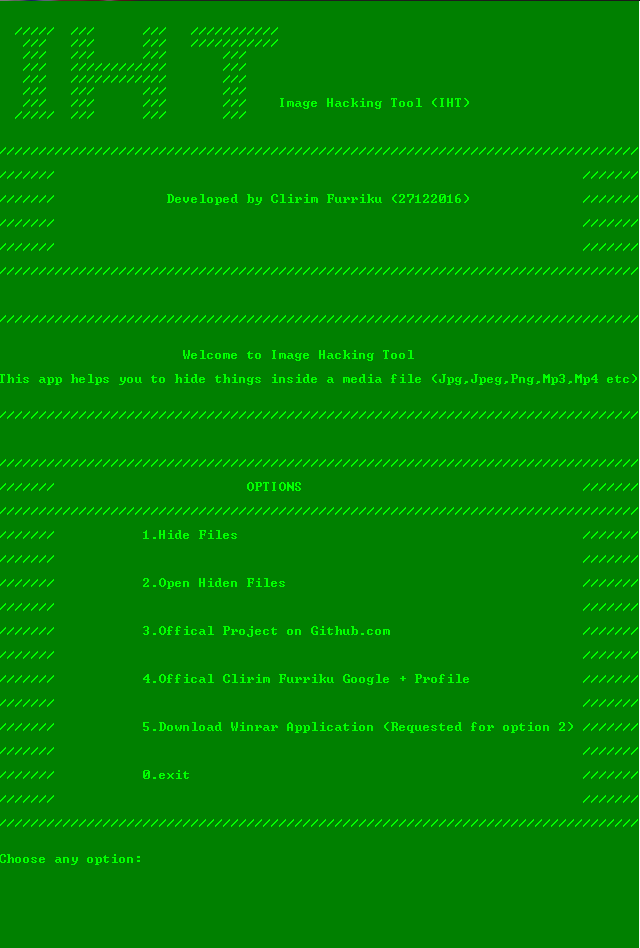 IHT
Image Hacking Tool (IHT)
Developed by Clirim Furriku (27122016)
Welcome to Image Hacking Tool
This app helps you to hide things inside a media file (Jpg,Jpeg,Png,Mp3,Mp4 etc)
OPTIONS
1.Hide Files
2.Open Hiden Files
3.Offical Project on Github.com
4.Offical Clirim Furriku Google + Profile
5.Download Winrar Application (Requested for option 2)
0.exit
Choose any option: